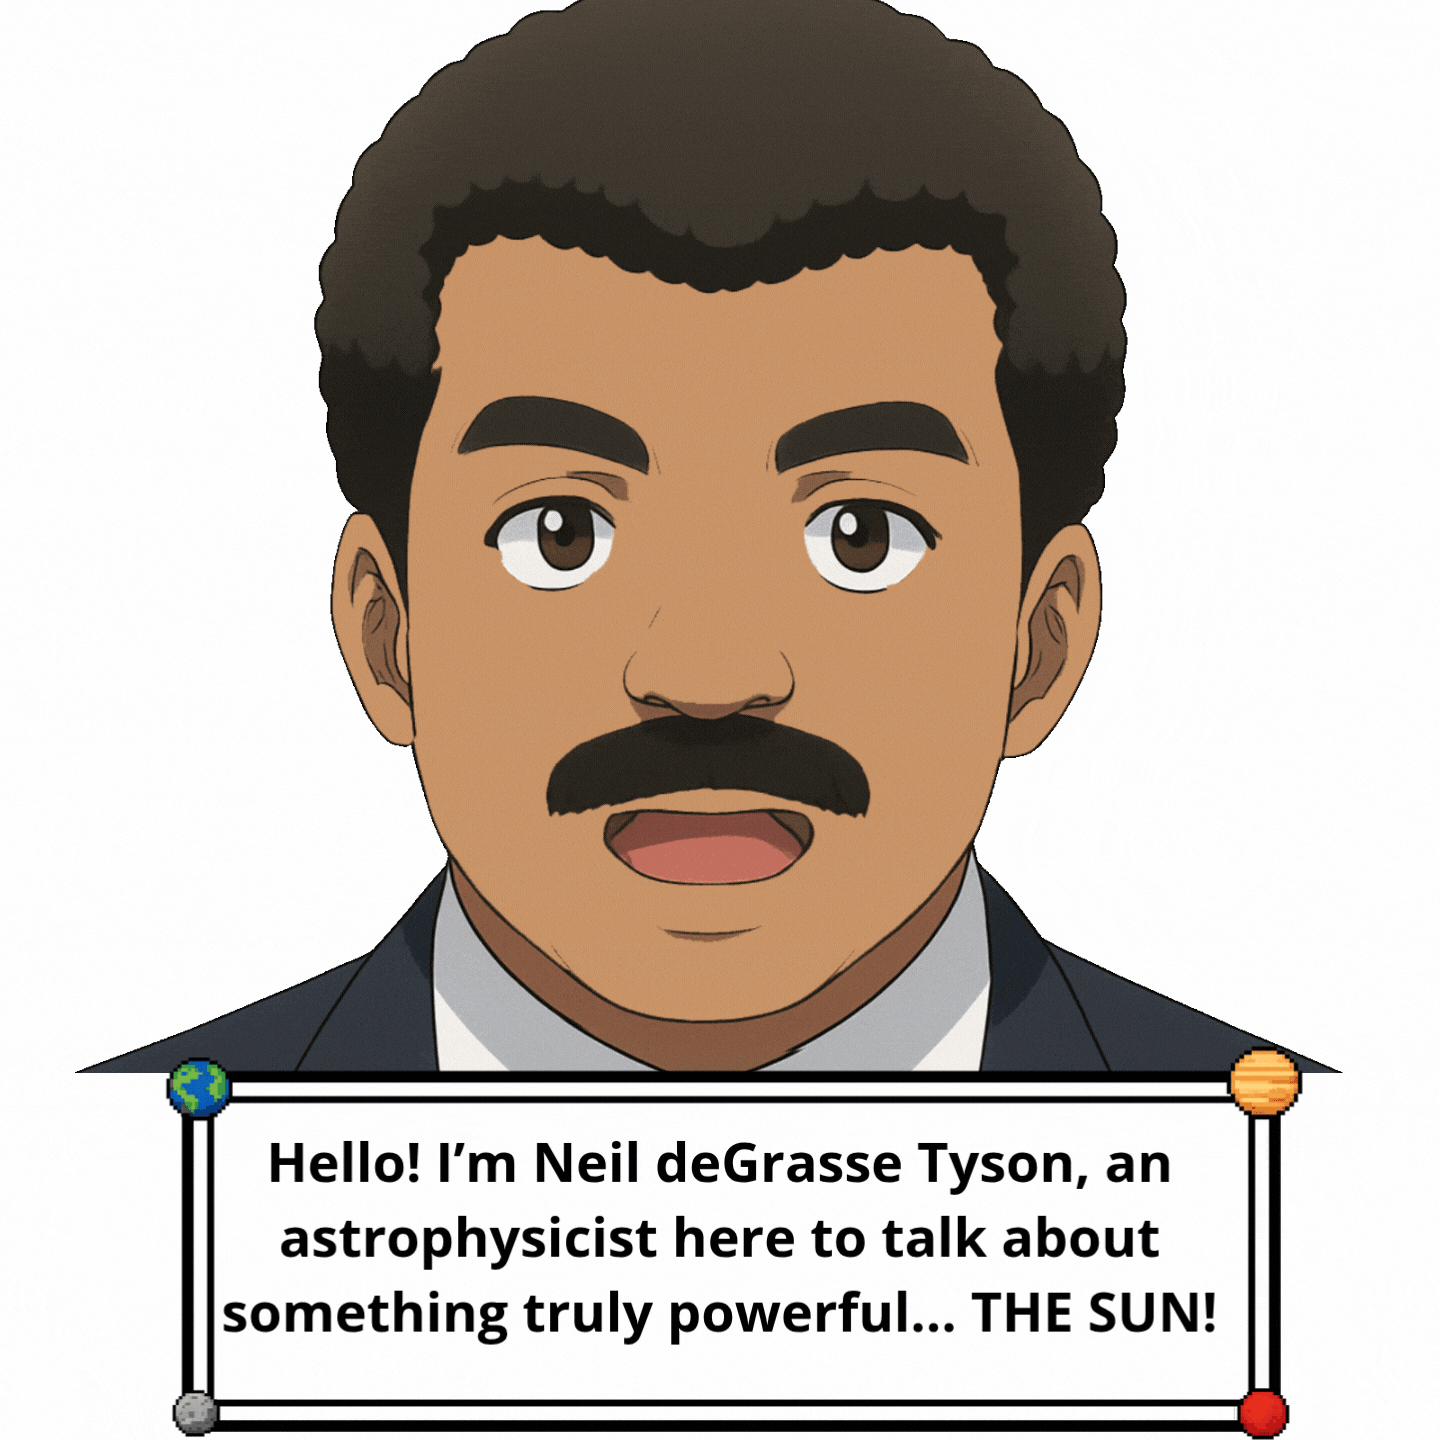 Hello! I’m Neil deGrasse Tyson, an
astrophysicist here to talk about
something truly powerful... THE SUN!